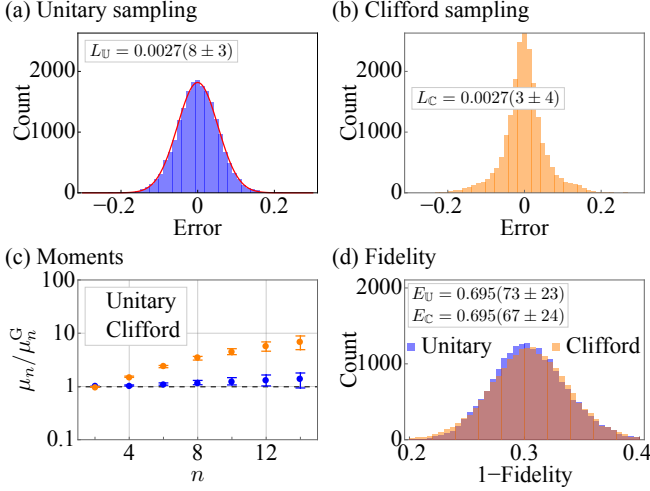 (a) Unitary sampling
L_𝕌 = 0.0027(8 ± 3)
Count
2000
1000
0
−0.2
0
0.2
Error
(b) Clifford sampling
L_ℂ = 0.0027(3 ± 4)
Count
2000
1000
0
−0.2
0
0.2
Error
(c) Moments
μ_n/μ_n^G
100
10
1
0.1
Unitary
Clifford
4
8
12
n
(d) Fidelity
E_𝕌 = 0.695(73 ± 23)
E_ℂ = 0.695(67 ± 24)
Unitary
Clifford
Count
2000
1000
0
0.2
0.3
0.4
1−Fidelity